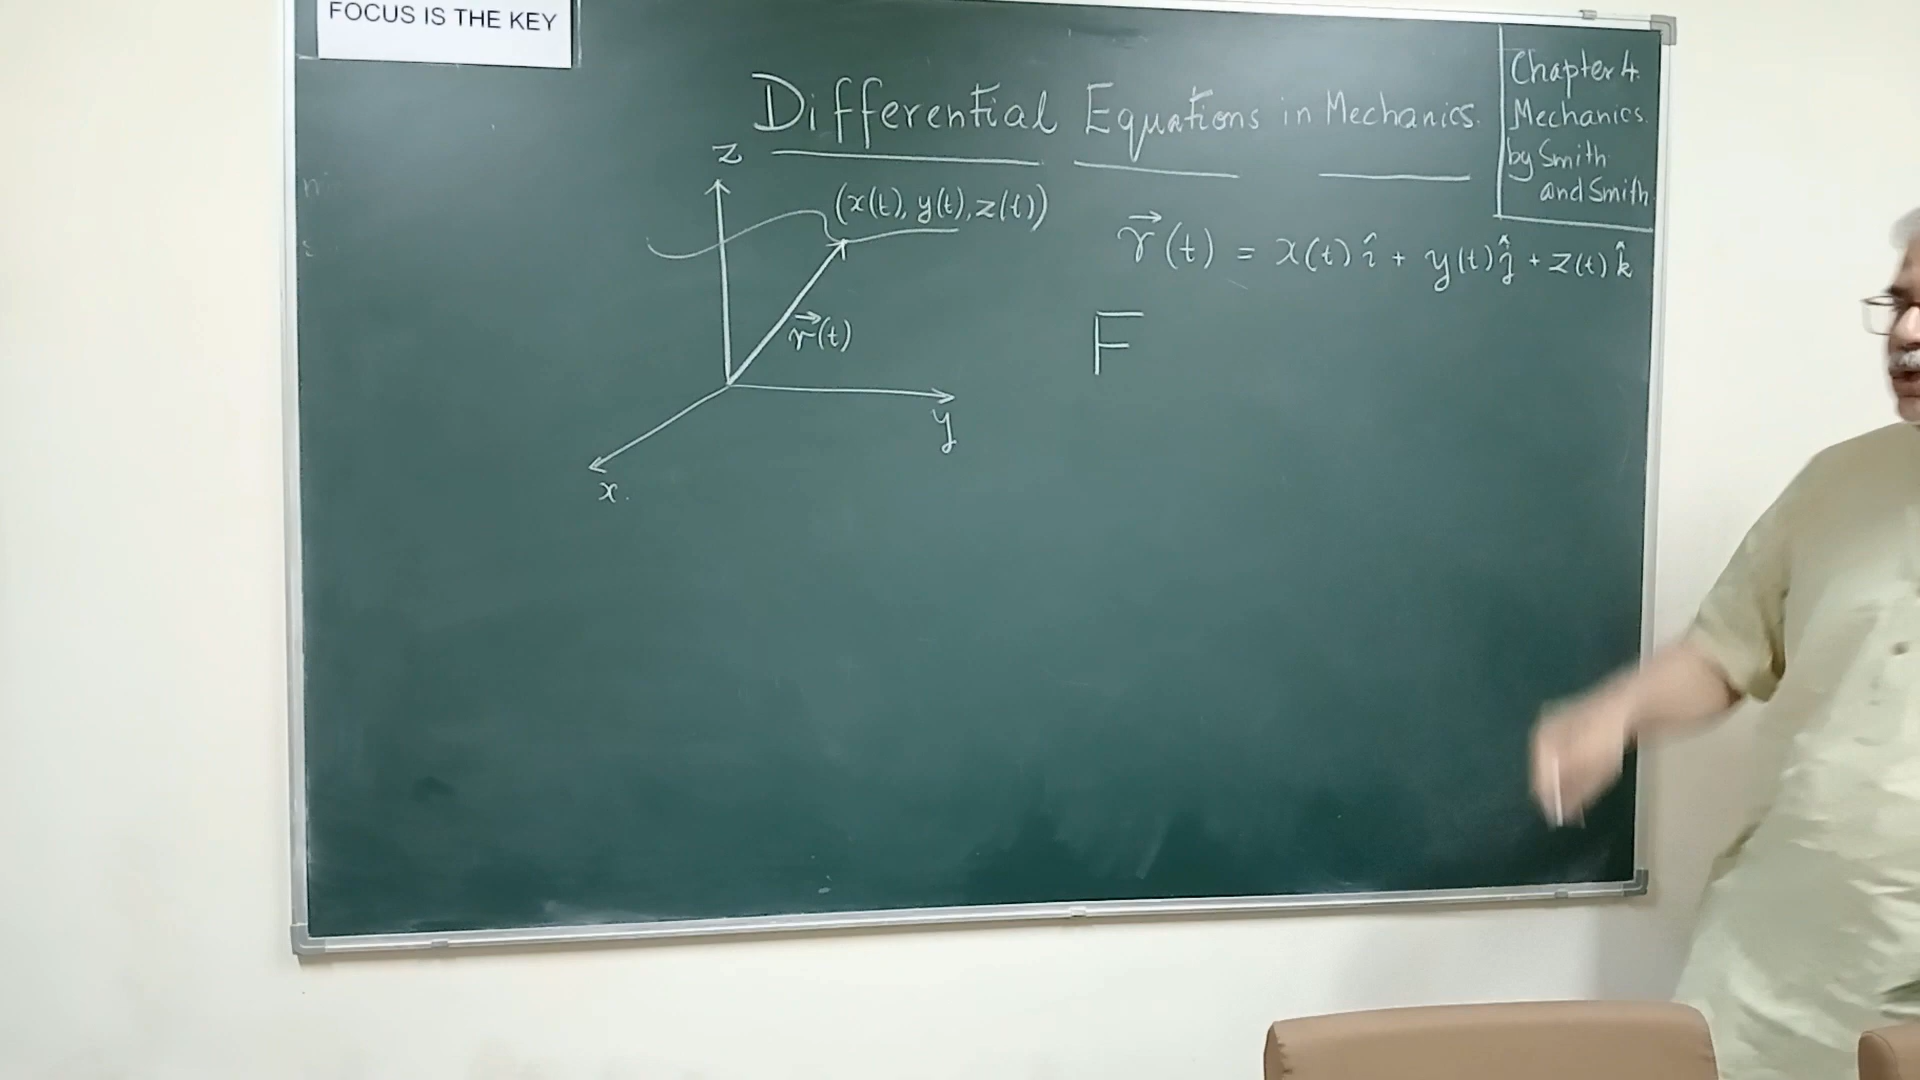 FOCUS IS THE KEY
Differential Equations in Mechanics.
Chapter 4.
Mechanics.
by Smith
and Smith
z
(x(t), y(t), z(t))
r⃗(t) = x(t) î + y(t) ĵ + z(t) k̂
r⃗(t)
F
y
x.